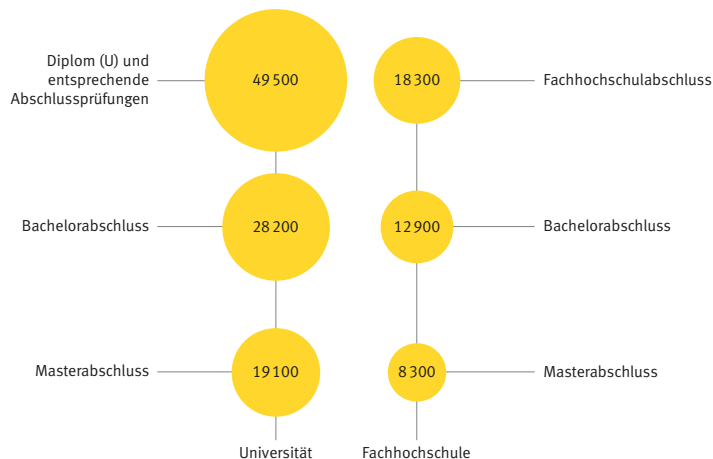 Diplom (U) und
entsprechende
Abschlussprüfungen
49 500
18 300
Fachhochschulabschluss
Bachelorabschluss
28 200
12 900
Bachelorabschluss
Masterabschluss
19 100
8 300
Masterabschluss
Universität
Fachhochschule